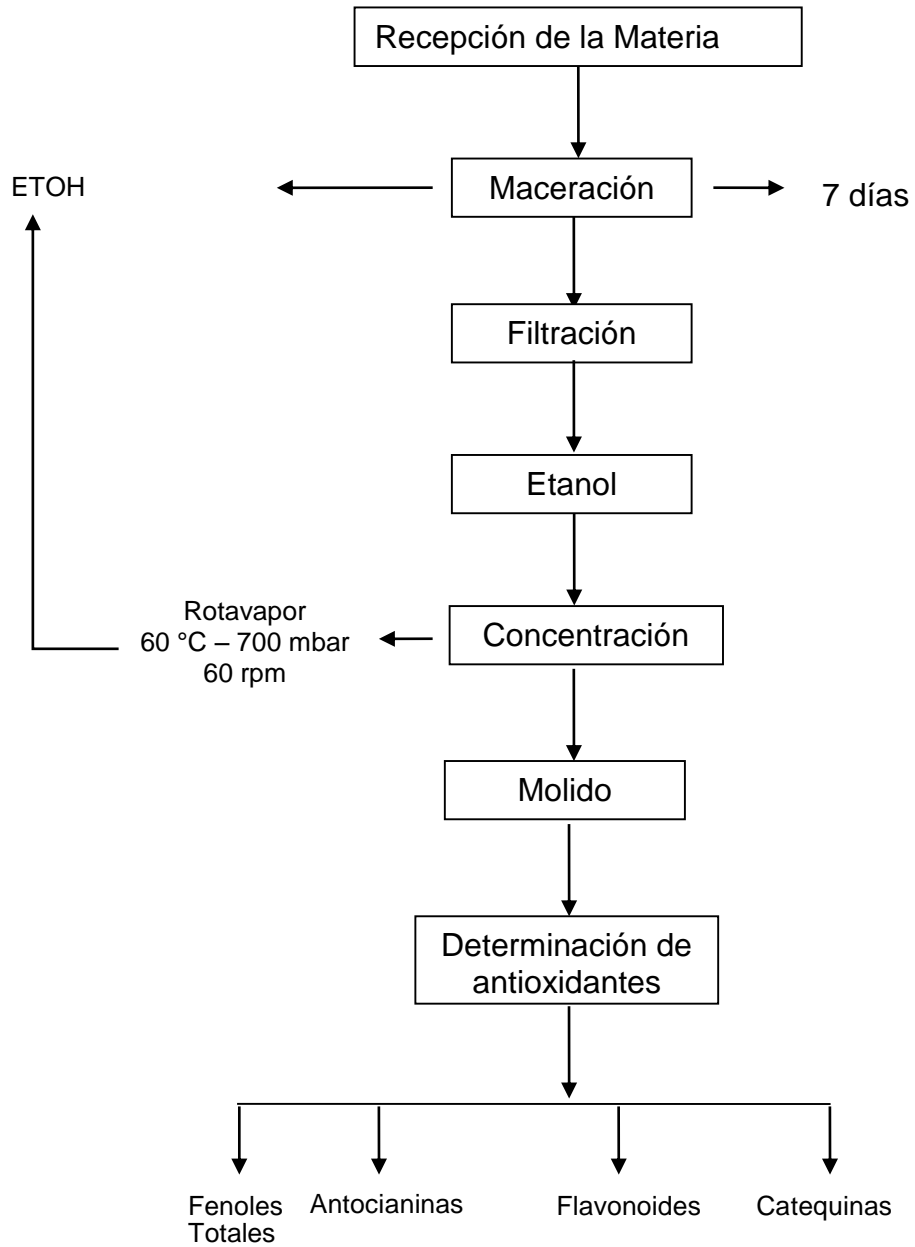 Recepción de la Materia
ETOH
Maceración
7 días
Filtración
Etanol
Rotavapor
60 °C – 700 mbar
60 rpm
Concentración
Molido
Determinación de
antioxidantes
Fenoles
Totales
Antocianinas
Flavonoides
Catequinas